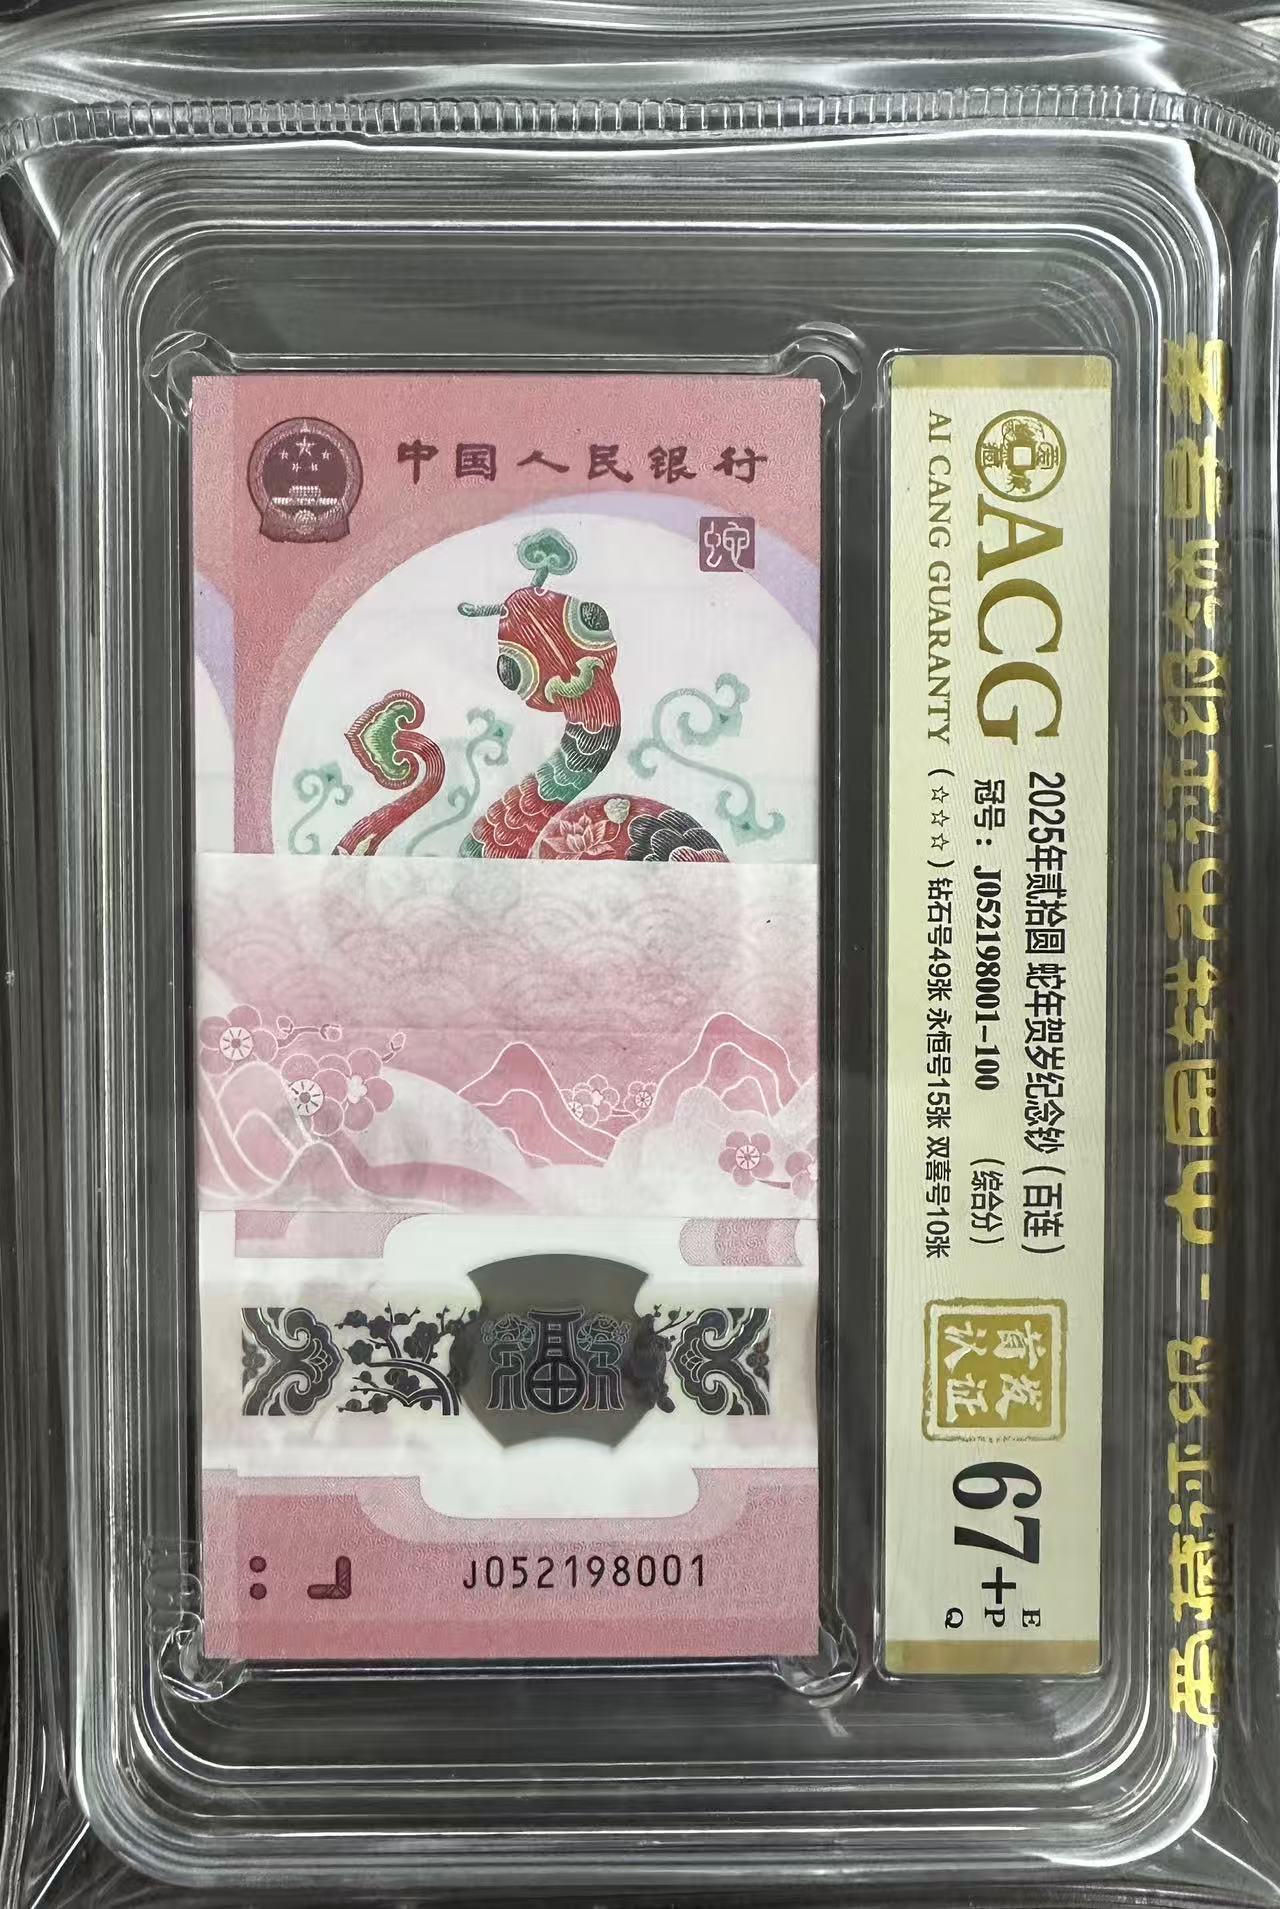 中国人民银行
蛇
J052198001
ACG
AI CANG GUARANTY
2025年贰拾圆 蛇年贺岁纪念钞（百连）
冠号：J052198001-100 （综合分）
（☆☆☆）钻石号49张 永恒号15张 双喜号10张
首发
认证
67+
E
P
Q